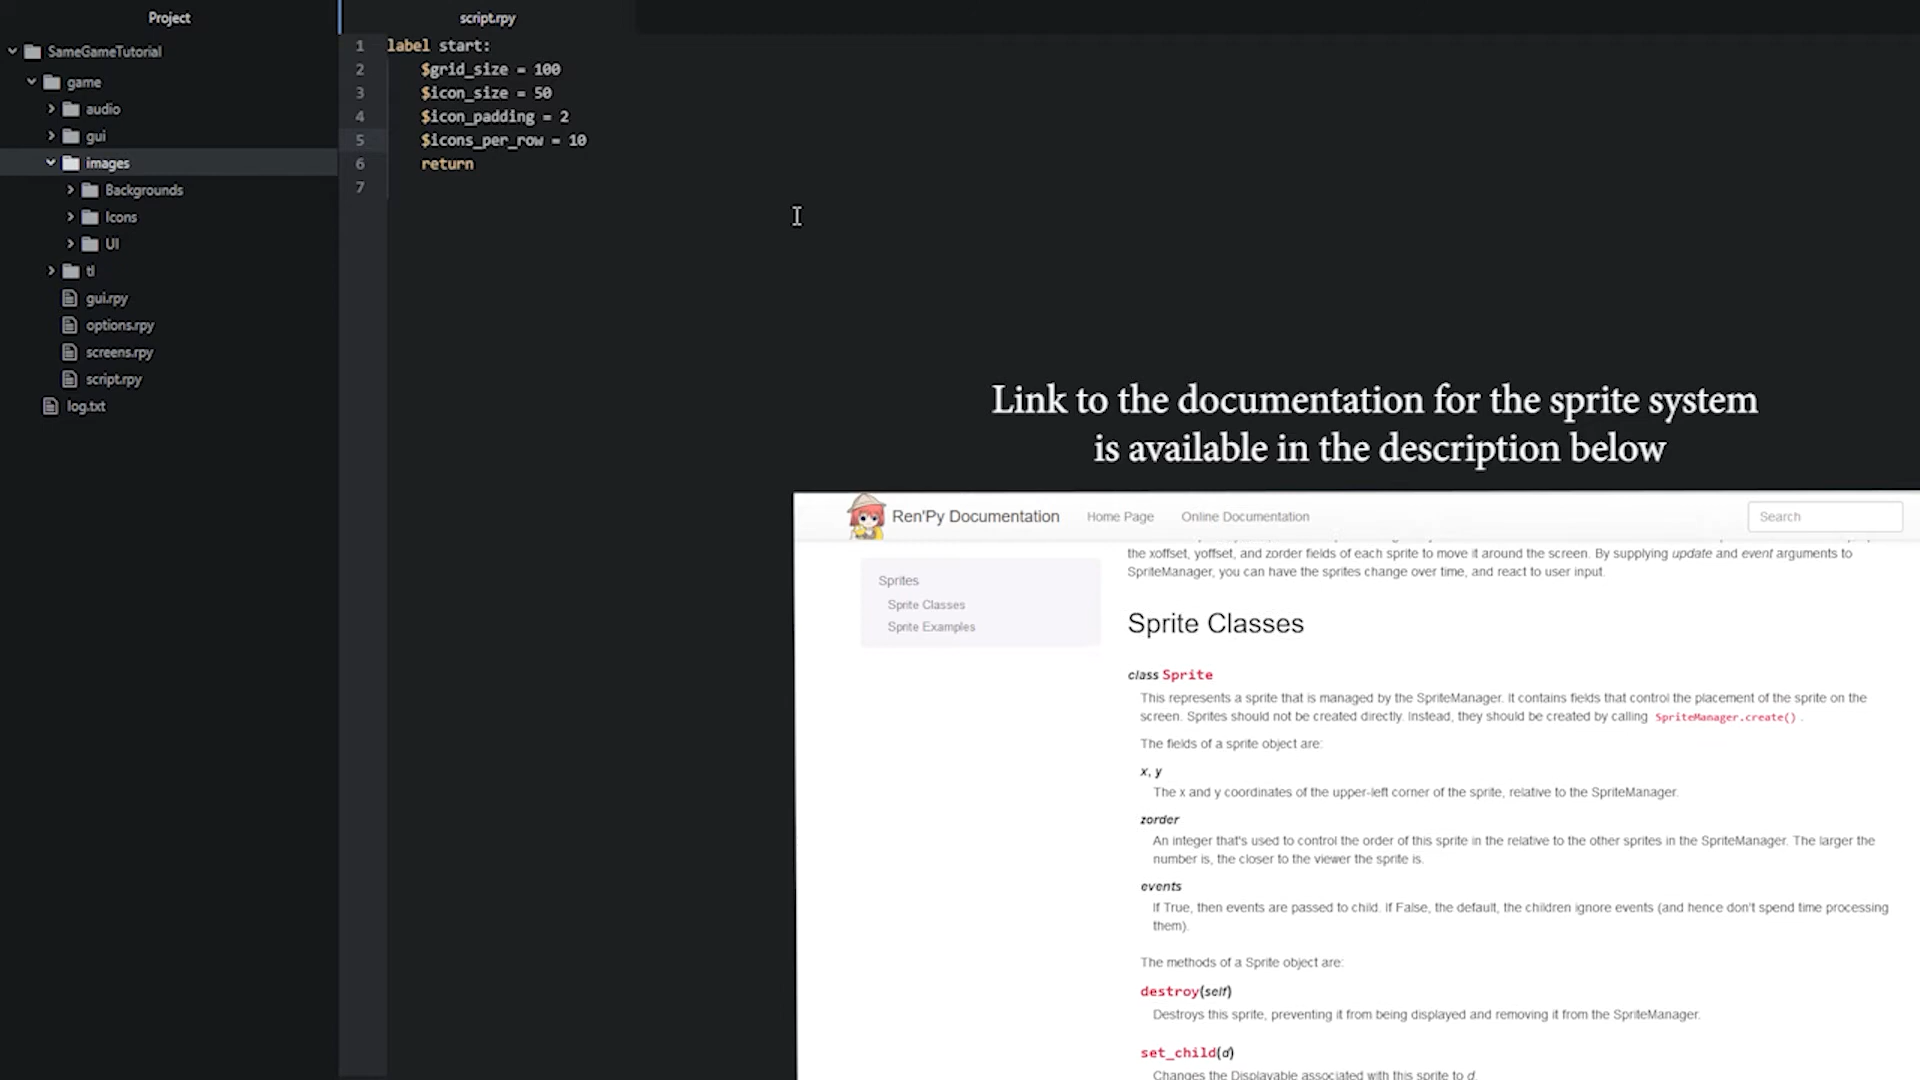 Project
SameGameTutorial
game
audio
gui
images
Backgrounds
Icons
UI
tl
gui.rpy
options.rpy
screens.rpy
script.rpy
log.txt
script.rpy
1 label start:
2 $grid_size = 100
3 $icon_size = 50
4 $icon_padding = 2
5 $icons_per_row = 10
6 return
7
Link to the documentation for the sprite system
is available in the description below
Ren'Py Documentation Home Page Online Documentation Search
Sprites
Sprite Classes
Sprite Examples
the xoffset, yoffset, and zorder fields of each sprite to move it around the screen. By supplying update and event arguments to
SpriteManager, you can have the sprites change over time, and react to user input.
Sprite Classes
class Sprite
This represents a sprite that is managed by the SpriteManager. It contains fields that control the placement of the sprite on the
screen. Sprites should not be created directly. Instead, they should be created by calling SpriteManager.create() .
The fields of a sprite object are:
x, y
The x and y coordinates of the upper-left corner of the sprite, relative to the SpriteManager.
zorder
An integer that's used to control the order of this sprite in the relative to the other sprites in the SpriteManager. The larger the
number is, the closer to the viewer the sprite is.
events
If True, then events are passed to child. If False, the default, the children ignore events (and hence don't spend time processing
them).
The methods of a Sprite object are:
destroy(self)
Destroys this sprite, preventing it from being displayed and removing it from the SpriteManager.
set_child(d)
Changes the Displayable associated with this sprite to d.